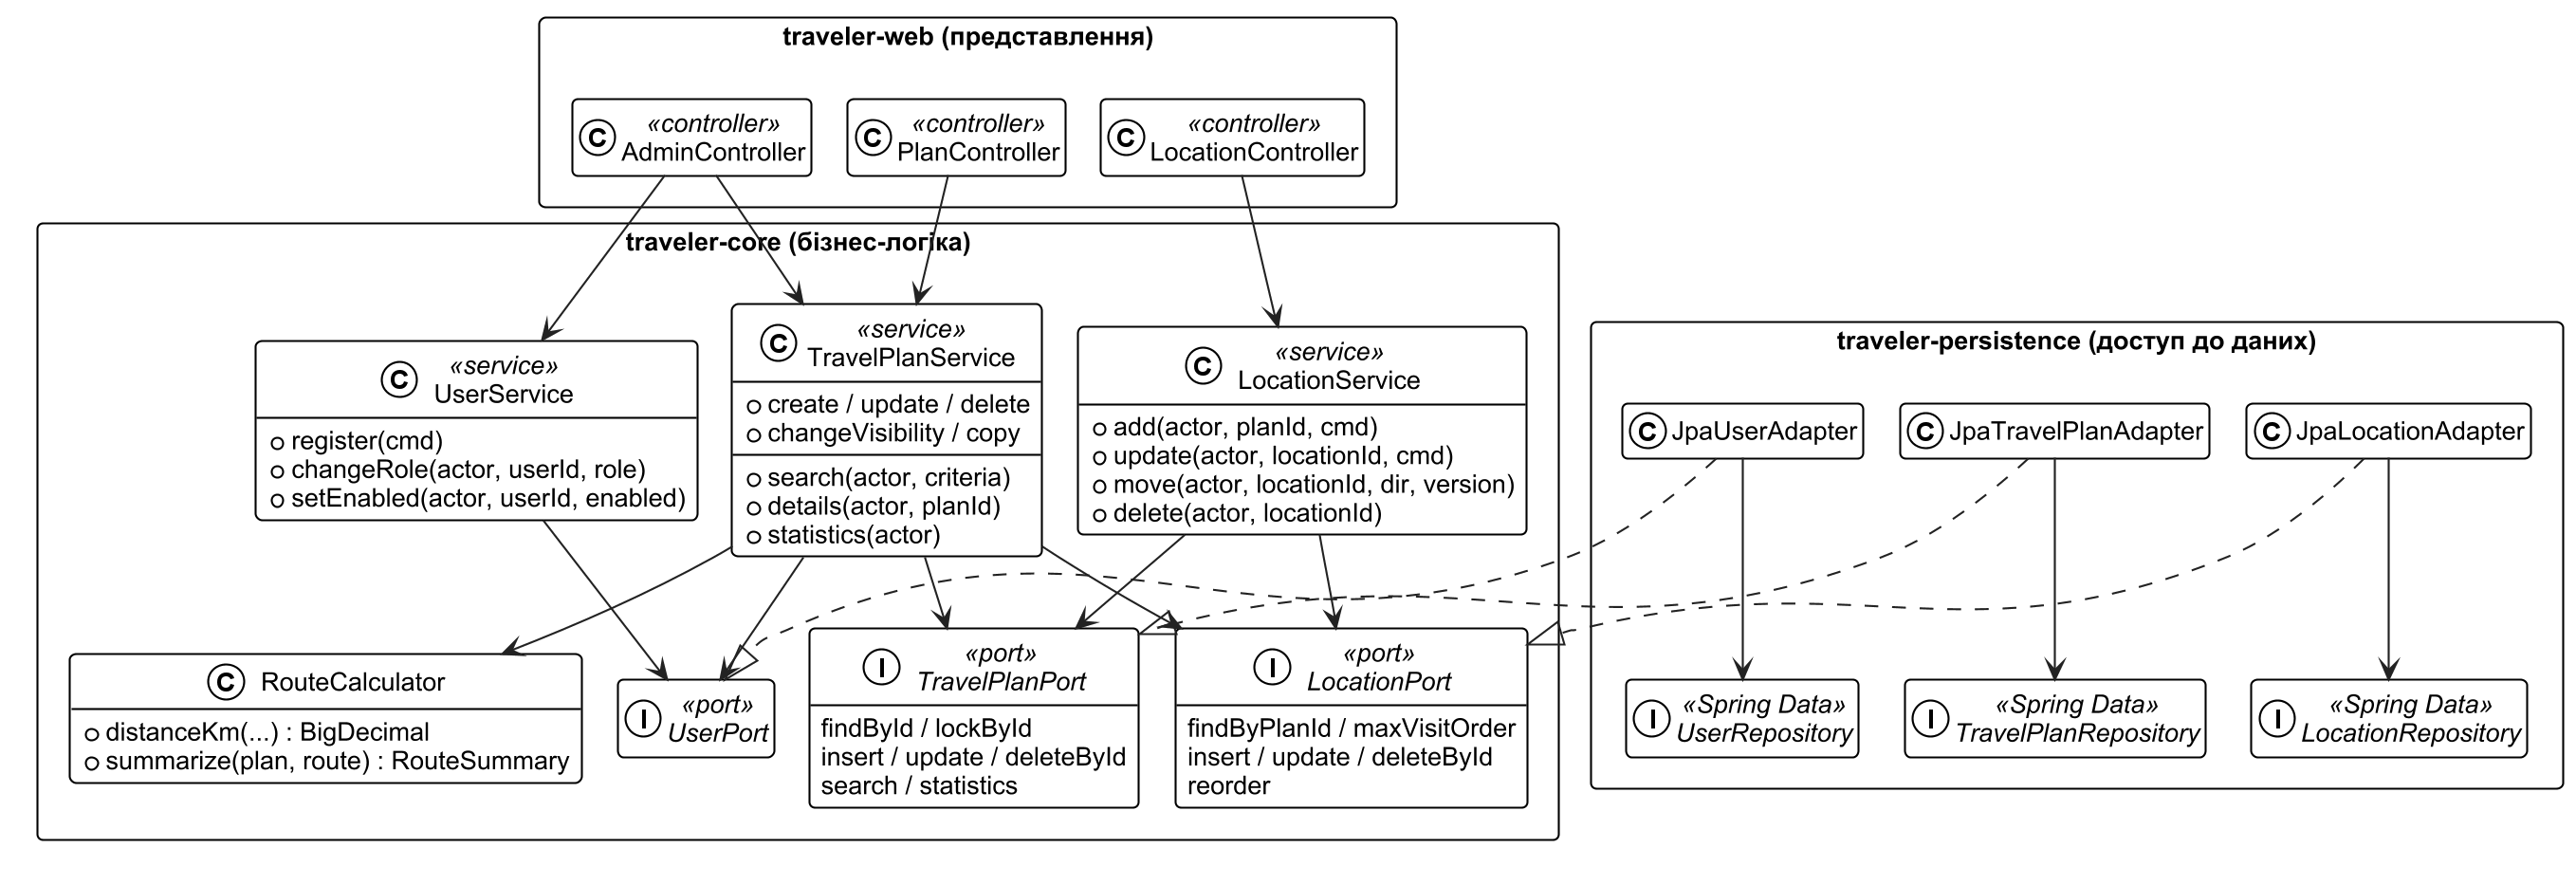 traveler-web (представлення)
C
«controller»
AdminController
C
«controller»
PlanController
C
«controller»
LocationController
traveler-core (бізнес-логіка)
C
«service»
UserService
register(cmd)
changeRole(actor, userId, role)
setEnabled(actor, userId, enabled)
C
«service»
TravelPlanService
create / update / delete
changeVisibility / copy
search(actor, criteria)
details(actor, planId)
statistics(actor)
C
«service»
LocationService
add(actor, planId, cmd)
update(actor, locationId, cmd)
move(actor, locationId, dir, version)
delete(actor, locationId)
C
RouteCalculator
distanceKm(...) : BigDecimal
summarize(plan, route) : RouteSummary
I
«port»
UserPort
I
«port»
TravelPlanPort
findById / lockById
insert / update / deleteById
search / statistics
I
«port»
LocationPort
findByPlanId / maxVisitOrder
insert / update / deleteById
reorder
traveler-persistence (доступ до даних)
C
JpaUserAdapter
C
JpaTravelPlanAdapter
C
JpaLocationAdapter
I
«Spring Data»
UserRepository
I
«Spring Data»
TravelPlanRepository
I
«Spring Data»
LocationRepository